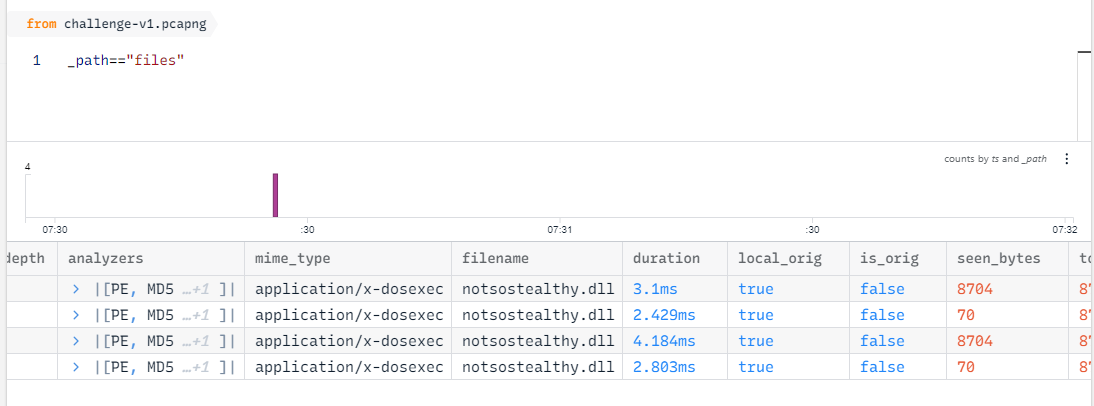 from challenge-v1.pcapng
1 _path=="files"
counts by ts and _path
4
07:30 :30 07:31 :30 07:32
depth analyzers mime_type filename duration local_orig is_orig seen_bytes to
> |[PE, MD5 …+1 ]| application/x-dosexec notsostealthy.dll 3.1ms true false 8704 87
> |[PE, MD5 …+1 ]| application/x-dosexec notsostealthy.dll 2.429ms true false 70 87
> |[PE, MD5 …+1 ]| application/x-dosexec notsostealthy.dll 4.184ms true false 8704 87
> |[PE, MD5 …+1 ]| application/x-dosexec notsostealthy.dll 2.803ms true false 70 87